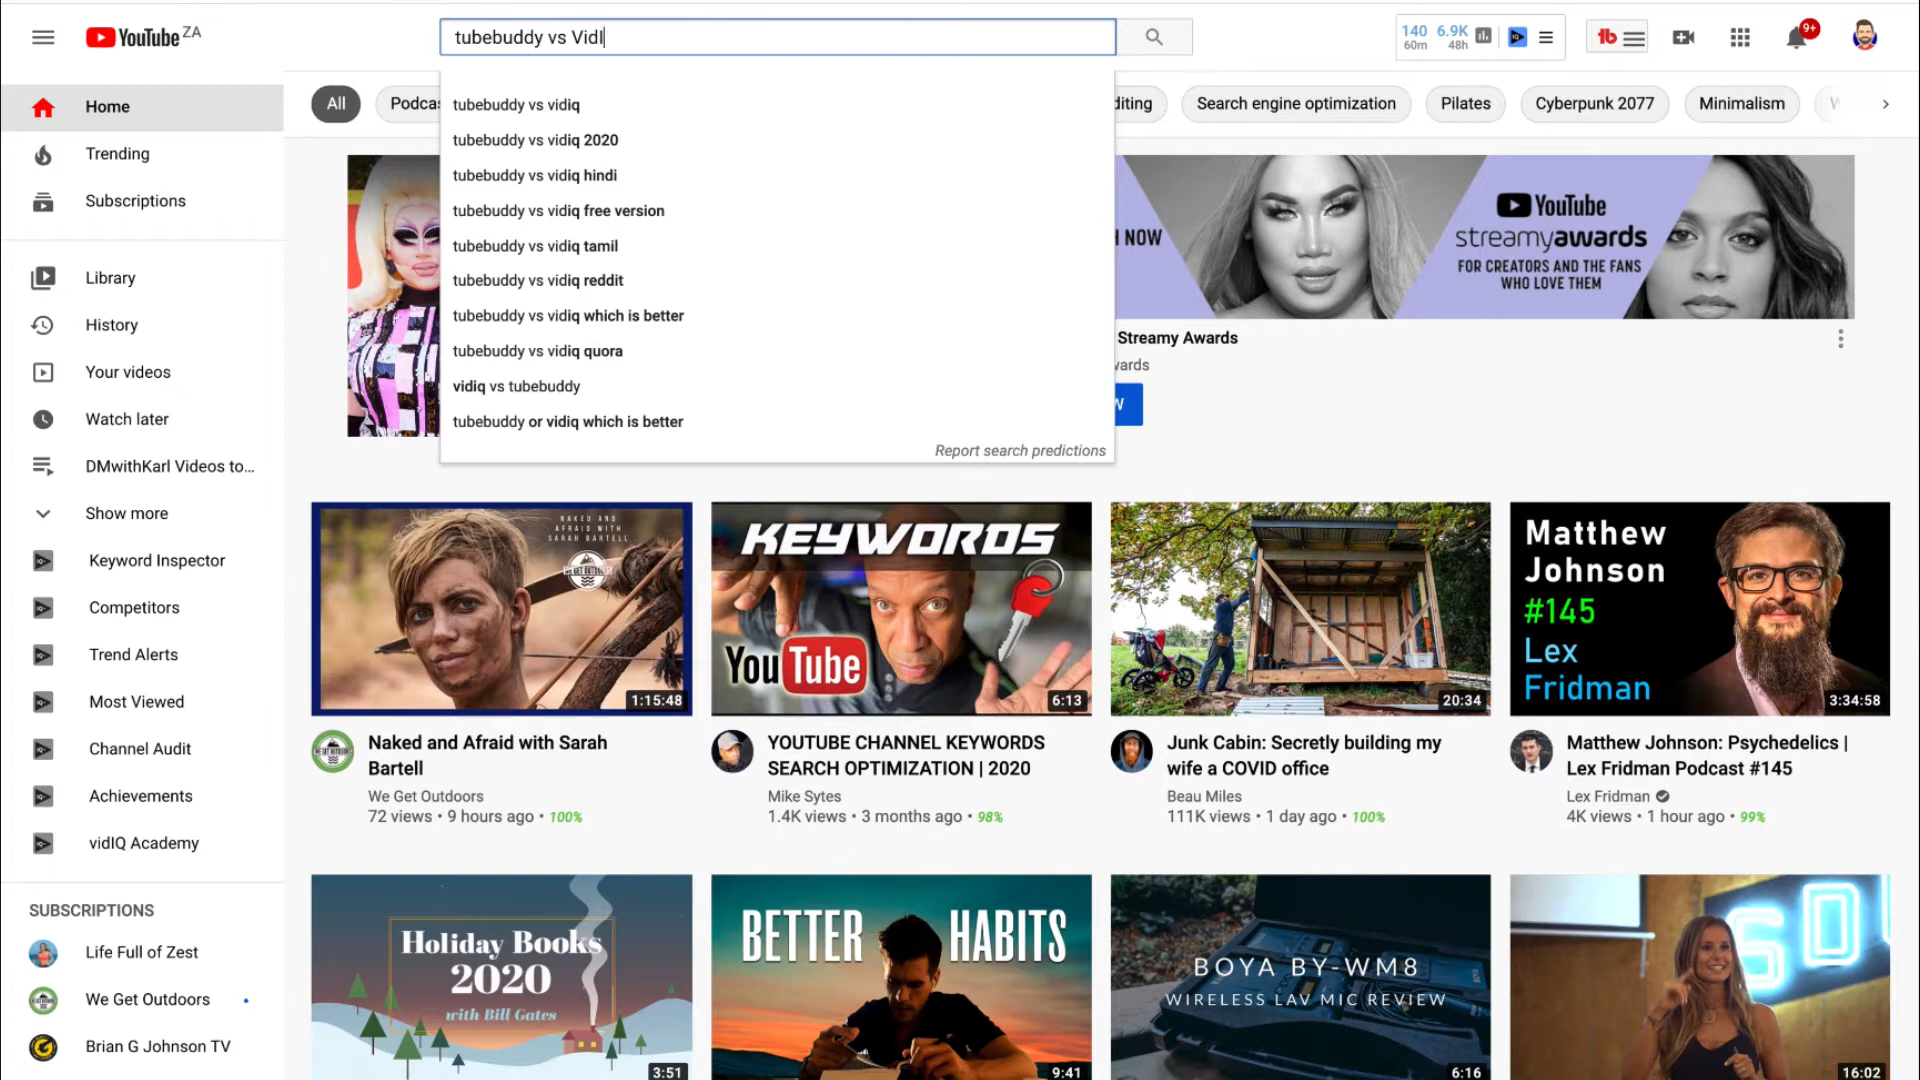 YouTube ZA
tubebuddy vs VidI
140 6.9K
60m 48h
9+
Home
Trending
Subscriptions
Library
History
Your videos
Watch later
DMwithKarl Videos to...
Show more
Keyword Inspector
Competitors
Trend Alerts
Most Viewed
Channel Audit
Achievements
vidIQ Academy
SUBSCRIPTIONS
Life Full of Zest
We Get Outdoors
Brian G Johnson TV
All
Search engine optimization
Pilates
Cyberpunk 2077
Minimalism
tubebuddy vs vidiq
tubebuddy vs vidiq 2020
tubebuddy vs vidiq hindi
tubebuddy vs vidiq free version
tubebuddy vs vidiq tamil
tubebuddy vs vidiq reddit
tubebuddy vs vidiq which is better
tubebuddy vs vidiq quora
vidiq vs tubebuddy
tubebuddy or vidiq which is better
Report search predictions
NOW
YouTube
streamyawards
FOR CREATORS AND THE FANS
WHO LOVE THEM
Streamy Awards
NAKED AND
AFRAID WITH
SARAH BARTELL
WE GET OUTDOORS
1:15:48
Naked and Afraid with Sarah
Bartell
We Get Outdoors
72 views • 9 hours ago • 100%
KEYWORDS
YouTube
6:13
YOUTUBE CHANNEL KEYWORDS
SEARCH OPTIMIZATION | 2020
Mike Sytes
1.4K views • 3 months ago • 98%
20:34
Junk Cabin: Secretly building my
wife a COVID office
Beau Miles
111K views • 1 day ago • 100%
Matthew
Johnson
#145
Lex
Fridman
3:34:58
Matthew Johnson: Psychedelics |
Lex Fridman Podcast #145
Lex Fridman
4K views • 1 hour ago • 99%
Holiday Books
2020
with Bill Gates
3:51
BETTER HABITS
9:41
BOYA BY-WM8
WIRELESS LAV MIC REVIEW
6:16
16:02